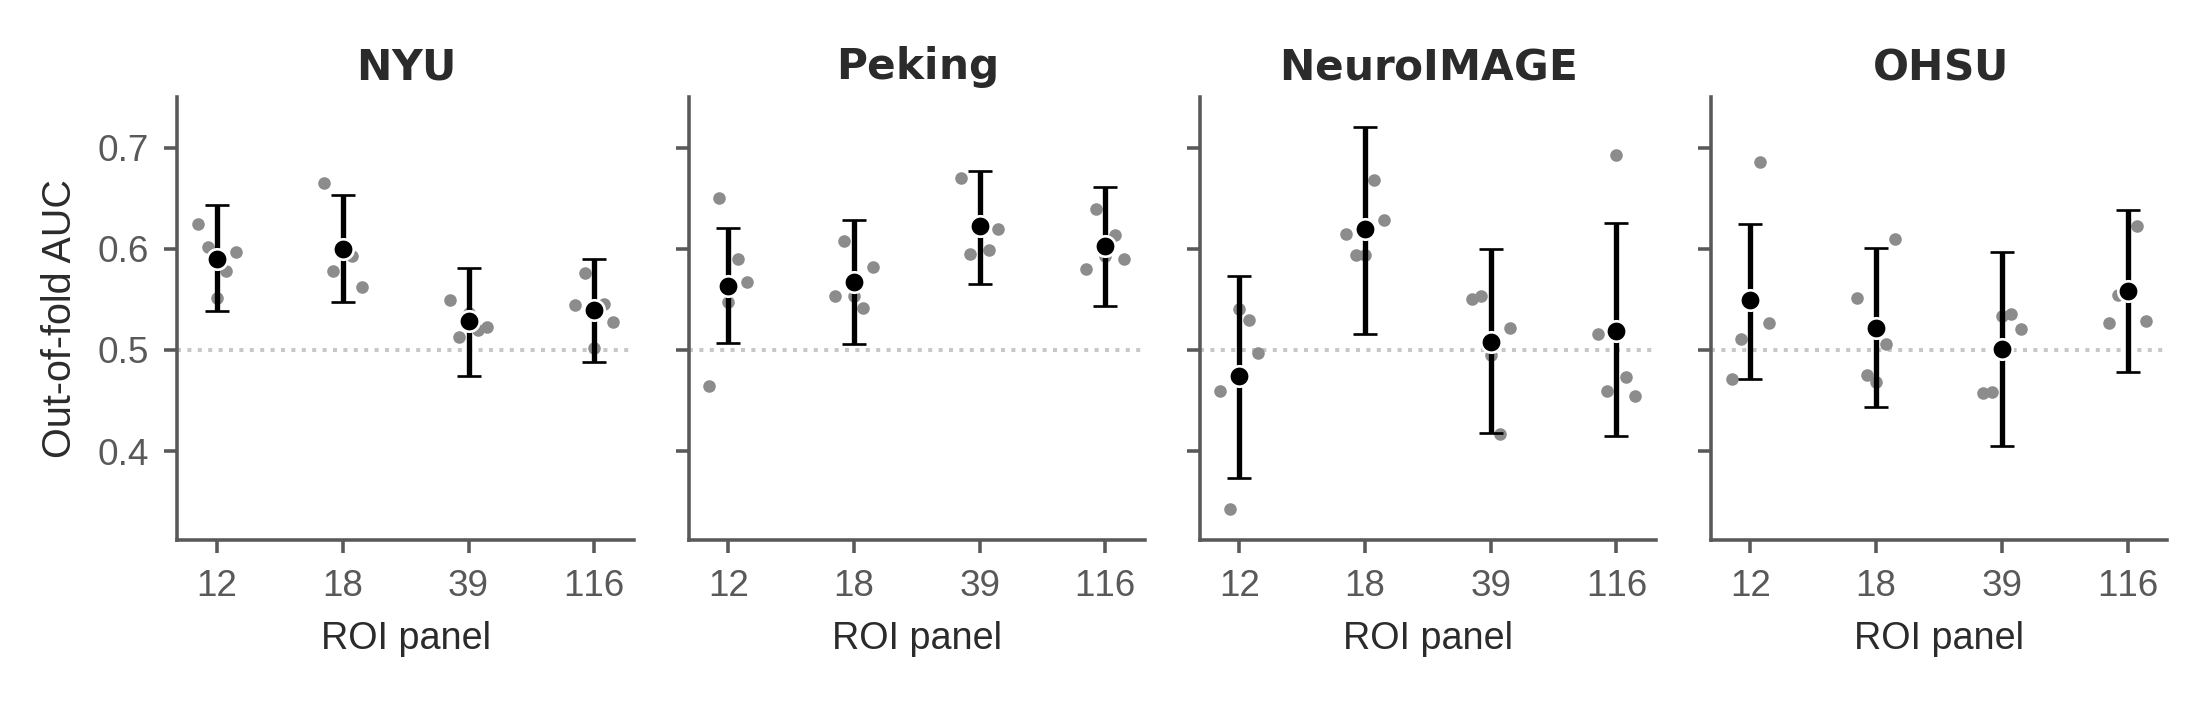 NYU Peking NeuroIMAGE OHSU
Out-of-fold AUC
0.7
0.6
0.5
0.4
12 18 39 116 12 18 39 116 12 18 39 116 12 18 39 116
ROI panel ROI panel ROI panel ROI panel